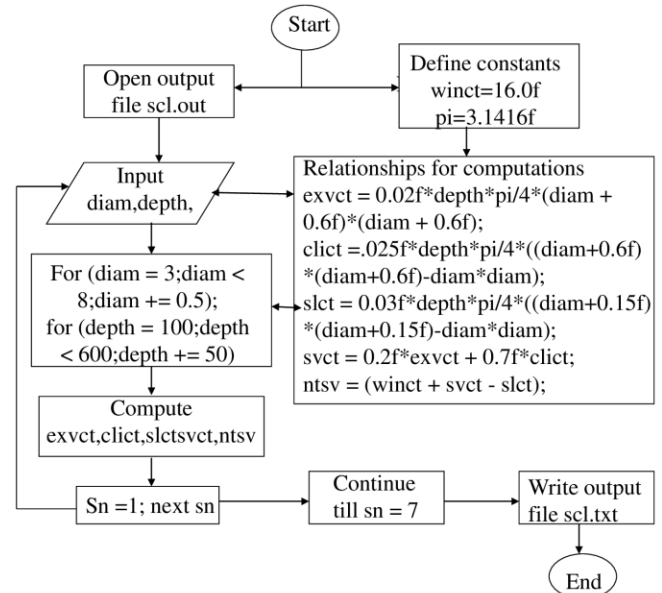 Start
Open output
file scl.out
Define constants
winct=16.0f
pi=3.1416f
Input
diam,depth,
Relationships for computations
exvct = 0.02f*depth*pi/4*(diam +
0.6f)*(diam + 0.6f);
clict =.025f*depth*pi/4*((diam+0.6f)
*(diam+0.6f)-diam*diam);
slct = 0.03f*depth*pi/4*((diam+0.15f)
*(diam+0.15f)-diam*diam);
svct = 0.2f*exvct + 0.7f*clict;
ntsv = (winct + svct - slct);
For (diam = 3;diam <
8;diam += 0.5);
for (depth = 100;depth
< 600;depth += 50)
Compute
exvct,clict,slctsvct,ntsv
Sn =1; next sn
Continue
till sn = 7
Write output
file scl.txt
End